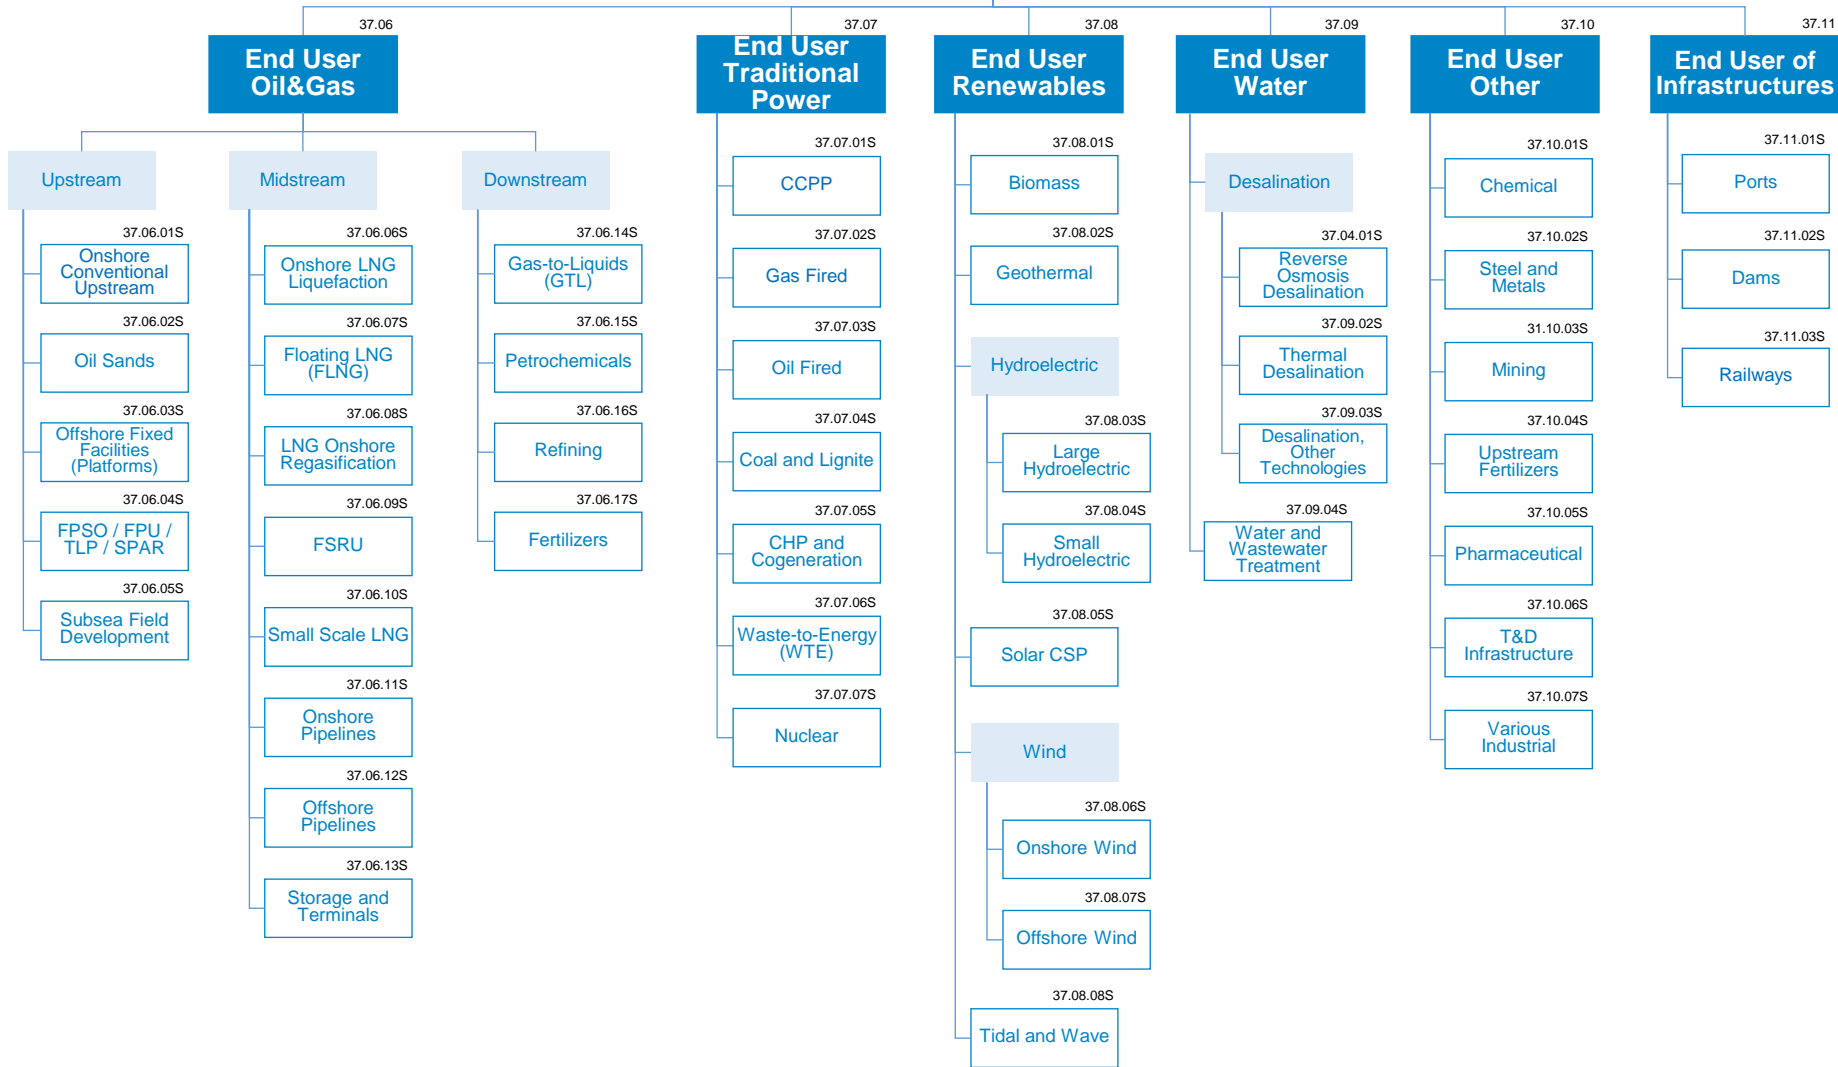 37.06
End User
Oil&Gas
Upstream
37.06.01S
Onshore
Conventional
Upstream
37.06.02S
Oil Sands
37.06.03S
Offshore Fixed
Facilities
(Platforms)
37.06.04S
FPSO / FPU /
TLP / SPAR
37.06.05S
Subsea Field
Development
Midstream
37.06.06S
Onshore LNG
Liquefaction
37.06.07S
Floating LNG
(FLNG)
37.06.08S
LNG Onshore
Regasification
37.06.09S
FSRU
37.06.10S
Small Scale LNG
37.06.11S
Onshore
Pipelines
37.06.12S
Offshore
Pipelines
37.06.13S
Storage and
Terminals
Downstream
37.06.14S
Gas-to-Liquids
(GTL)
37.06.15S
Petrochemicals
37.06.16S
Refining
37.06.17S
Fertilizers
37.07
End User
Traditional
Power
37.07.01S
CCPP
37.07.02S
Gas Fired
37.07.03S
Oil Fired
37.07.04S
Coal and Lignite
37.07.05S
CHP and
Cogeneration
37.07.06S
Waste-to-Energy
(WTE)
37.07.07S
Nuclear
37.08
End User
Renewables
37.08.01S
Biomass
37.08.02S
Geothermal
Hydroelectric
37.08.03S
Large
Hydroelectric
37.08.04S
Small
Hydroelectric
37.08.05S
Solar CSP
Wind
37.08.06S
Onshore Wind
37.08.07S
Offshore Wind
37.08.08S
Tidal and Wave
37.09
End User
Water
Desalination
37.04.01S
Reverse
Osmosis
Desalination
37.09.02S
Thermal
Desalination
37.09.03S
Desalination,
Other
Technologies
37.09.04S
Water and
Wastewater
Treatment
37.10
End User
Other
37.10.01S
Chemical
37.10.02S
Steel and
Metals
31.10.03S
Mining
37.10.04S
Upstream
Fertilizers
37.10.05S
Pharmaceutical
37.10.06S
T&D
Infrastructure
37.10.07S
Various
Industrial
37.11
End User of
Infrastructures
37.11.01S
Ports
37.11.02S
Dams
37.11.03S
Railways